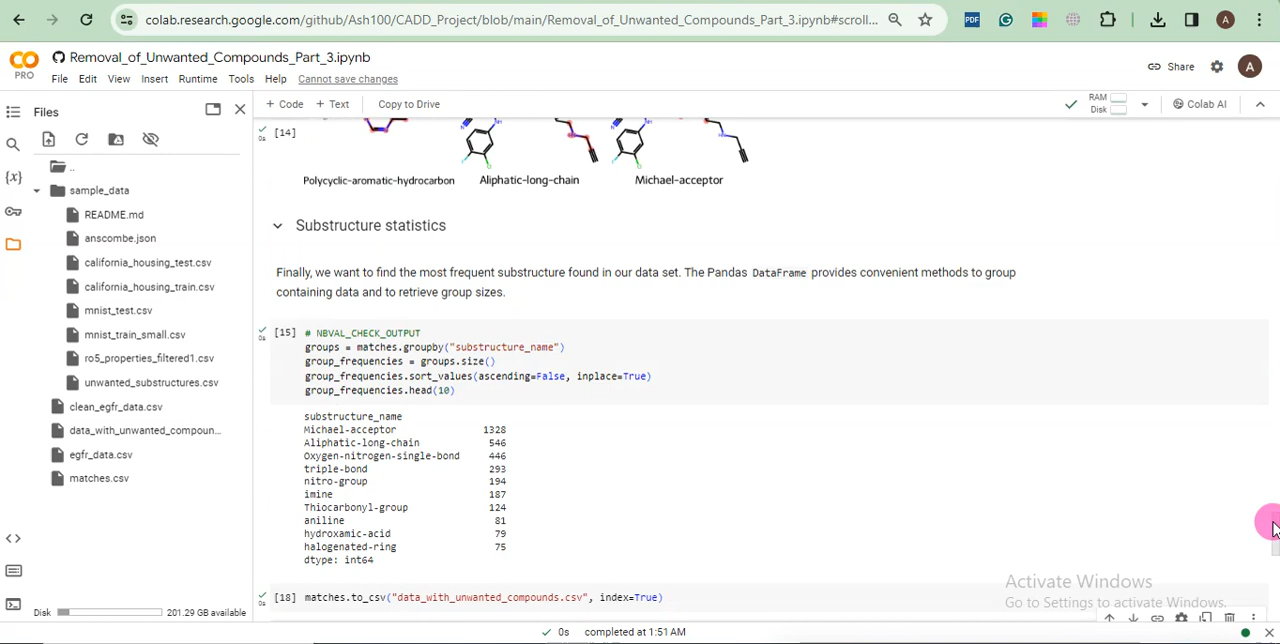 colab.research.google.com/github/Ash100/CADD_Project/blob/main/Removal_of_Unwanted_Compounds_Part_3.ipynb#scroll...
PDF
A
CO
PRO
Removal_of_Unwanted_Compounds_Part_3.ipynb
Share
A
File Edit View Insert Runtime Tools Help Cannot save changes
Files
+ Code + Text Copy to Drive
RAM
Disk
Colab AI
[14]
0s
Polycyclic-aromatic-hydrocarbon Aliphatic-long-chain Michael-acceptor
..
sample_data
README.md
anscombe.json
california_housing_test.csv
california_housing_train.csv
mnist_test.csv
mnist_train_small.csv
ro5_properties_filtered1.csv
unwanted_substructures.csv
clean_egfr_data.csv
data_with_unwanted_compoun...
egfr_data.csv
matches.csv
Disk 201.29 GB available
Substructure statistics
Finally, we want to find the most frequent substructure found in our data set. The Pandas DataFrame provides convenient methods to group
containing data and to retrieve group sizes.
[15] # NBVAL_CHECK_OUTPUT
0s
groups = matches.groupby("substructure_name")
group_frequencies = groups.size()
group_frequencies.sort_values(ascending=False, inplace=True)
group_frequencies.head(10)
substructure_name
Michael-acceptor 1328
Aliphatic-long-chain 546
Oxygen-nitrogen-single-bond 446
triple-bond 293
nitro-group 194
imine 187
Thiocarbonyl-group 124
aniline 81
hydroxamic-acid 79
halogenated-ring 75
dtype: int64
[18] matches.to_csv("data_with_unwanted_compounds.csv", index=True)
0s
Activate Windows
Go to Settings to activate Windows.
0s completed at 1:51AM